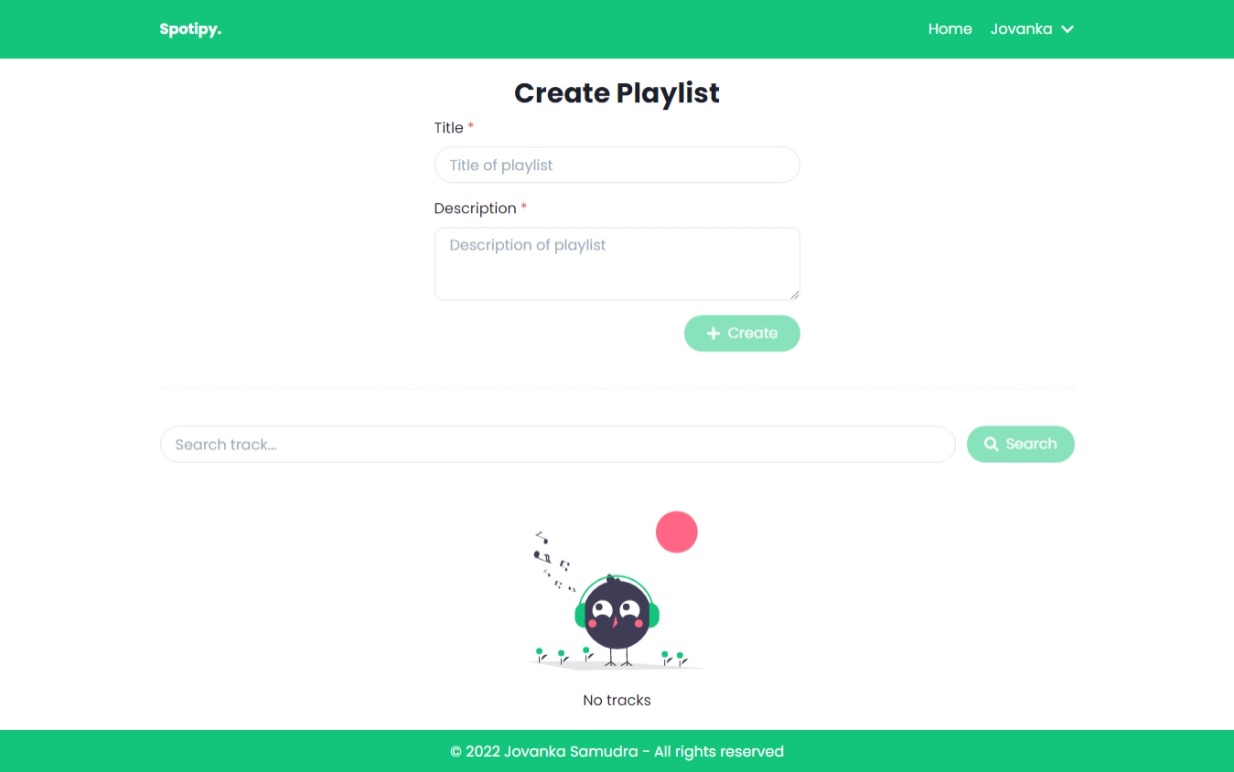 Spotipy.
Home
Jovanka
Create Playlist
Title *
Title of playlist
Description *
Description of playlist
+ Create
Search track...
Search
No tracks
© 2022 Jovanka Samudra - All rights reserved